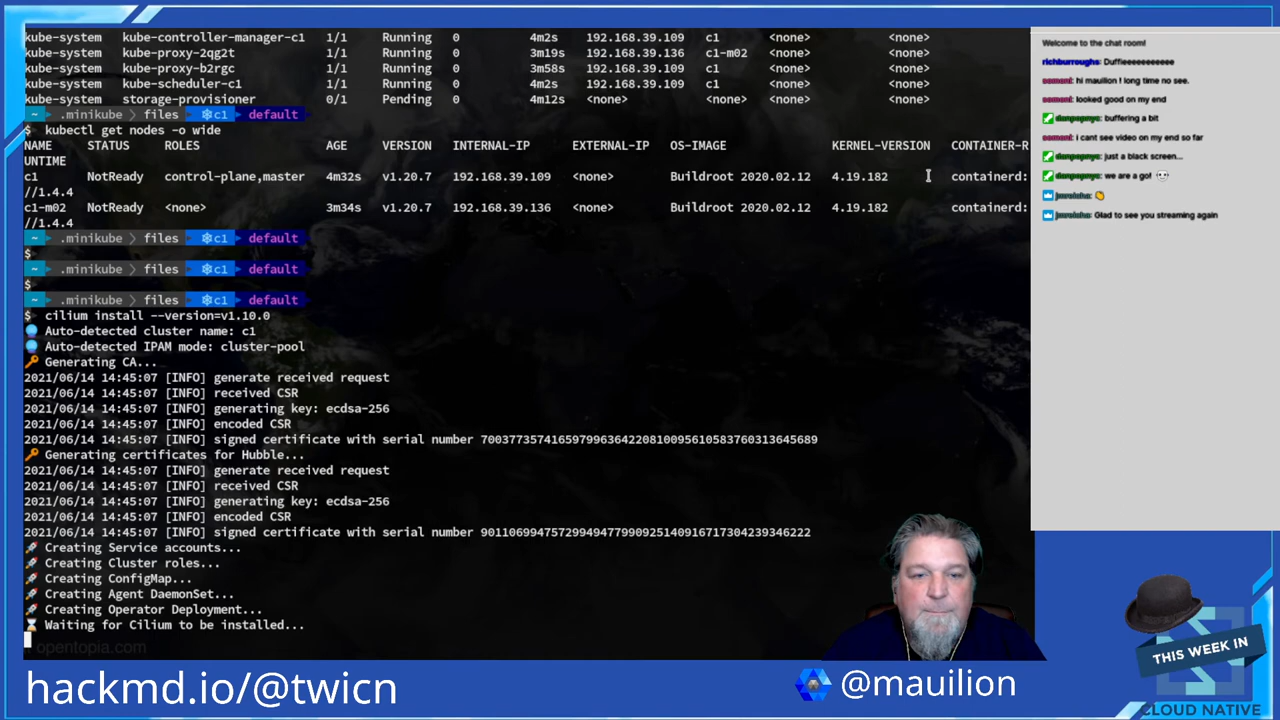 kube-system kube-controller-manager-c1 1/1 Running 0 4m2s 192.168.39.109 c1 <none> <none>
kube-system kube-proxy-2qg2t 1/1 Running 0 3m19s 192.168.39.136 c1-m02 <none> <none>
kube-system kube-proxy-b2rgc 1/1 Running 0 3m58s 192.168.39.109 c1 <none> <none>
kube-system kube-scheduler-c1 1/1 Running 0 4m2s 192.168.39.109 c1 <none> <none>
kube-system storage-provisioner 0/1 Pending 0 4m12s <none> <none> <none> <none>
~ .minikube files ❄c1 default
$ kubectl get nodes -o wide
NAME STATUS ROLES AGE VERSION INTERNAL-IP EXTERNAL-IP OS-IMAGE KERNEL-VERSION CONTAINER-R
UNTIME
c1 NotReady control-plane,master 4m22s v1.20.7 192.168.39.109 <none> Buildroot 2020.02.12 4.19.182 containerd:
//1.4.4
c1-m02 NotReady <none> v1.20.7 192.168.39.136 <none> Buildroot 2020.02.12 4.19.182 containerd:
//1.4.4
~ .minikube files ❄c1 default
$
~ .minikube files ❄c1 default
$
~ .minikube files ❄c1 default
$ cilium install --version=v1.10.0
🔮 Auto-detected cluster name: c1
🔮 Auto-detected IPAM mode: cluster-pool
🔑 Generating CA...
2021/06/14 14:45:07 [INFO] generate received request
2021/06/14 14:45:07 [INFO] received CSR
2021/06/14 14:45:07 [INFO] generating key: ecdsa-256
2021/06/14 14:45:07 [INFO] encoded CSR
2021/06/14 14:45:07 [INFO] signed certificate with serial number 700377357416597996364220810095610583760313645689
🔑 Generating certificates for Hubble...
2021/06/14 14:45:07 [INFO] generate received request
2021/06/14 14:45:07 [INFO] received CSR
2021/06/14 14:45:07 [INFO] generating key: ecdsa-256
2021/06/14 14:45:07 [INFO] encoded CSR
2021/06/14 14:45:07 [INFO] signed certificate with serial number 90110699475729949477990925140916717304239346222
🚀 Creating Service accounts...
🚀 Creating Cluster roles...
🚀 Creating ConfigMap...
🚀 Creating Agent DaemonSet...
🚀 Creating Operator Deployment...
⌛ Waiting for Cilium to be installed...
opentopia.com
Welcome to the chat room!
richburroughs: Duffieeeeeeeeeee
hi mauilion ! long time no see.
looked good on my end
danpopnyc: buffering a bit
i cant see video on my end so far
danpopnyc: just a black screen...
danpopnyc: we are a go!
👏
Glad to see you streaming again
hackmd.io/@twicn
@mauilion
THIS WEEK IN
CLOUD NATIVE